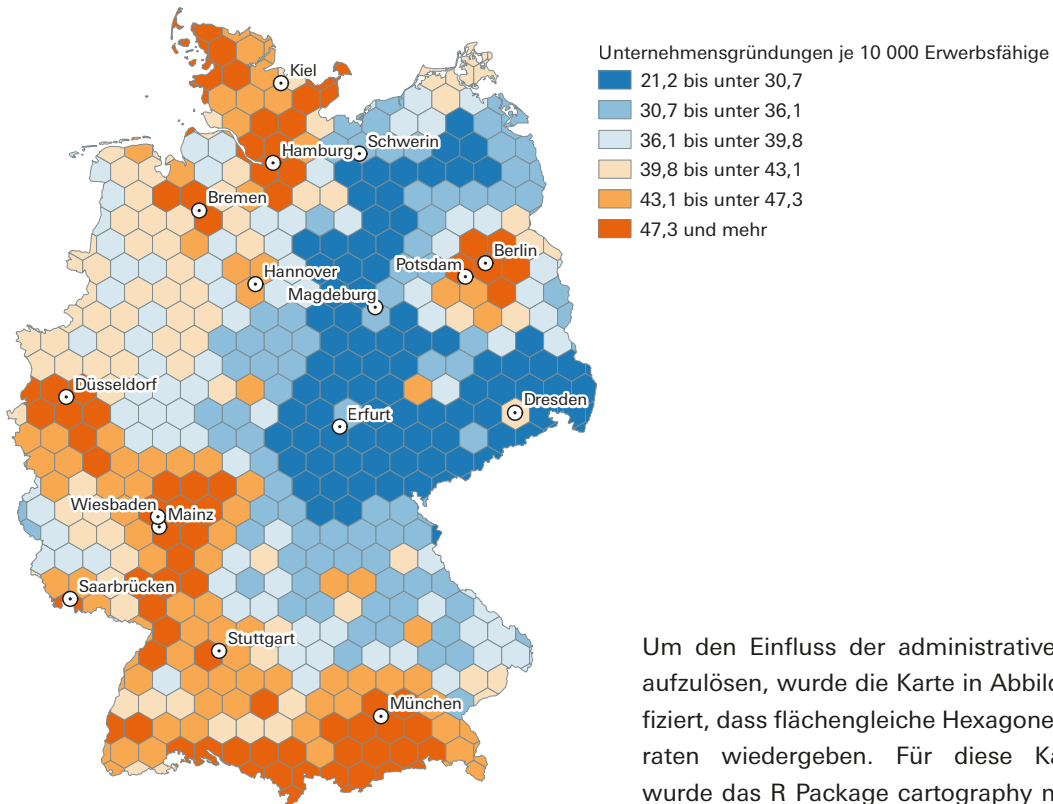 Unternehmensgründungen je 10 000 Erwerbsfähige
21,2 bis unter 30,7
30,7 bis unter 36,1
36,1 bis unter 39,8
39,8 bis unter 43,1
43,1 bis unter 47,3
47,3 und mehr
Kiel
Schwerin
Hamburg
Bremen
Berlin
Potsdam
Hannover
Magdeburg
Düsseldorf
Dresden
Erfurt
Wiesbaden
Mainz
Saarbrücken
Stuttgart
München
Um den Einfluss der administrative
aufzulösen, wurde die Karte in Abbil
fiziert, dass flächengleiche Hexagone
raten wiedergeben. Für diese Ka
wurde das R Package cartography n